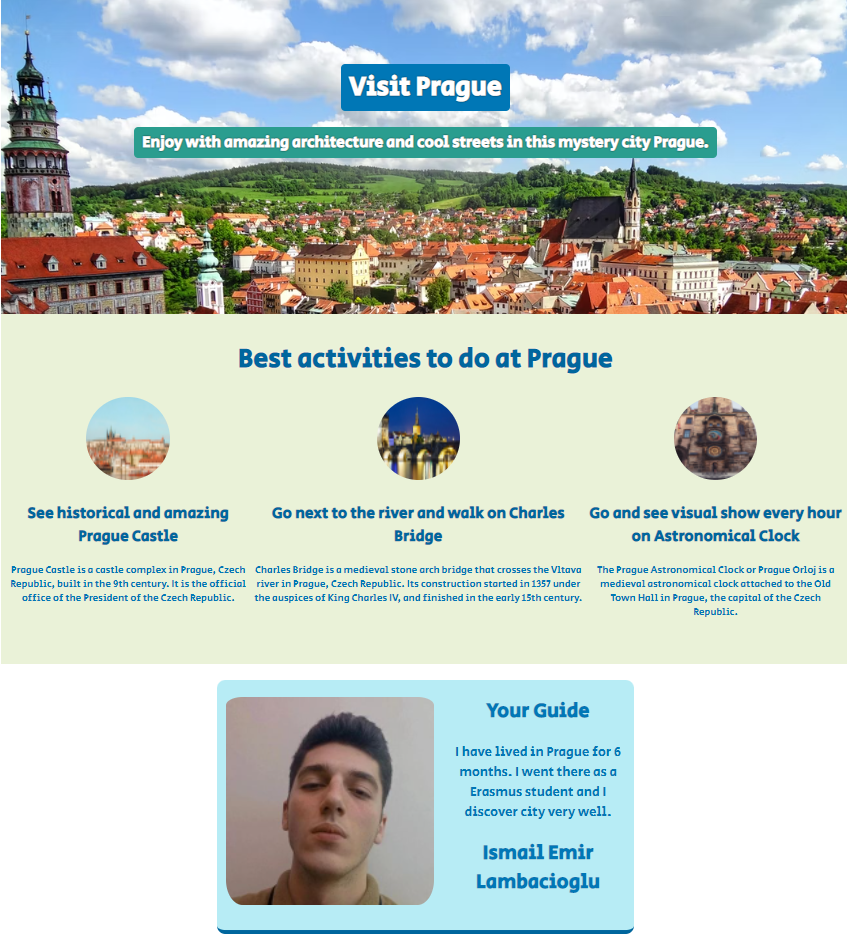 Visit Prague
Enjoy with amazing architecture and cool streets in this mystery city Prague.
Best activities to do at Prague
See historical and amazing
Prague Castle
Prague Castle is a castle complex in Prague, Czech
Republic, built in the 9th century. It is the official
office of the President of the Czech Republic.
Go next to the river and walk on Charles
Bridge
Charles Bridge is a medieval stone arch bridge that crosses the Vltava
river in Prague, Czech Republic. Its construction started in 1357 under
the auspices of King Charles IV, and finished in the early 15th century.
Go and see visual show every hour
on Astronomical Clock
The Prague Astronomical Clock or Prague Orloj is a
medieval astronomical clock attached to the Old
Town Hall in Prague, the capital of the Czech
Republic.
Your Guide
I have lived in Prague for 6
months. I went there as a
Erasmus student and I
discover city very well.
Ismail Emir
Lambacioglu